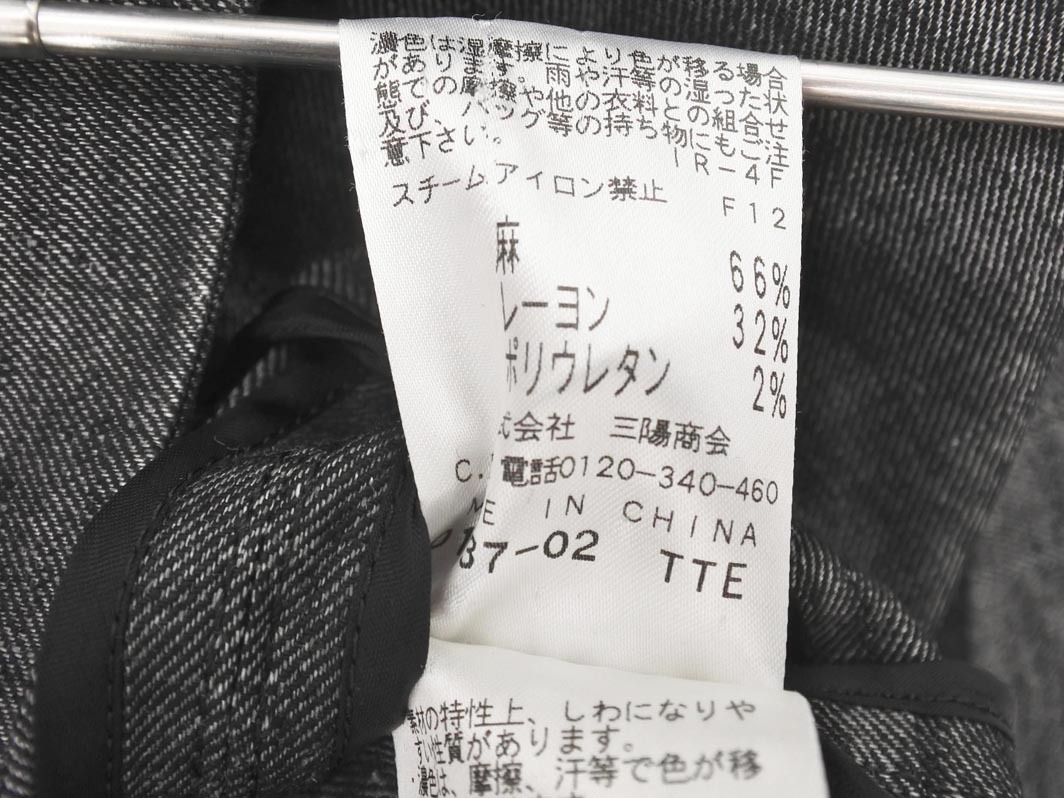 濃色は湿摩擦により色が移る場合
があります。雨や汗等の湿った状
態での摩擦や他の衣料との組合せ
及び、バッグ等の持ち物にもご注
意下さい。 ーR-4F
スチームアイロン禁止 F12
麻 66%
レーヨン 32%
ポリウレタン 2%
式会社 三陽商会
C. 電話0120-340-460
E IN CHINA
87-02 TTE
素材の特性上、しわになりや
すい性質があります。
濃色は、摩擦、汗等で色が移